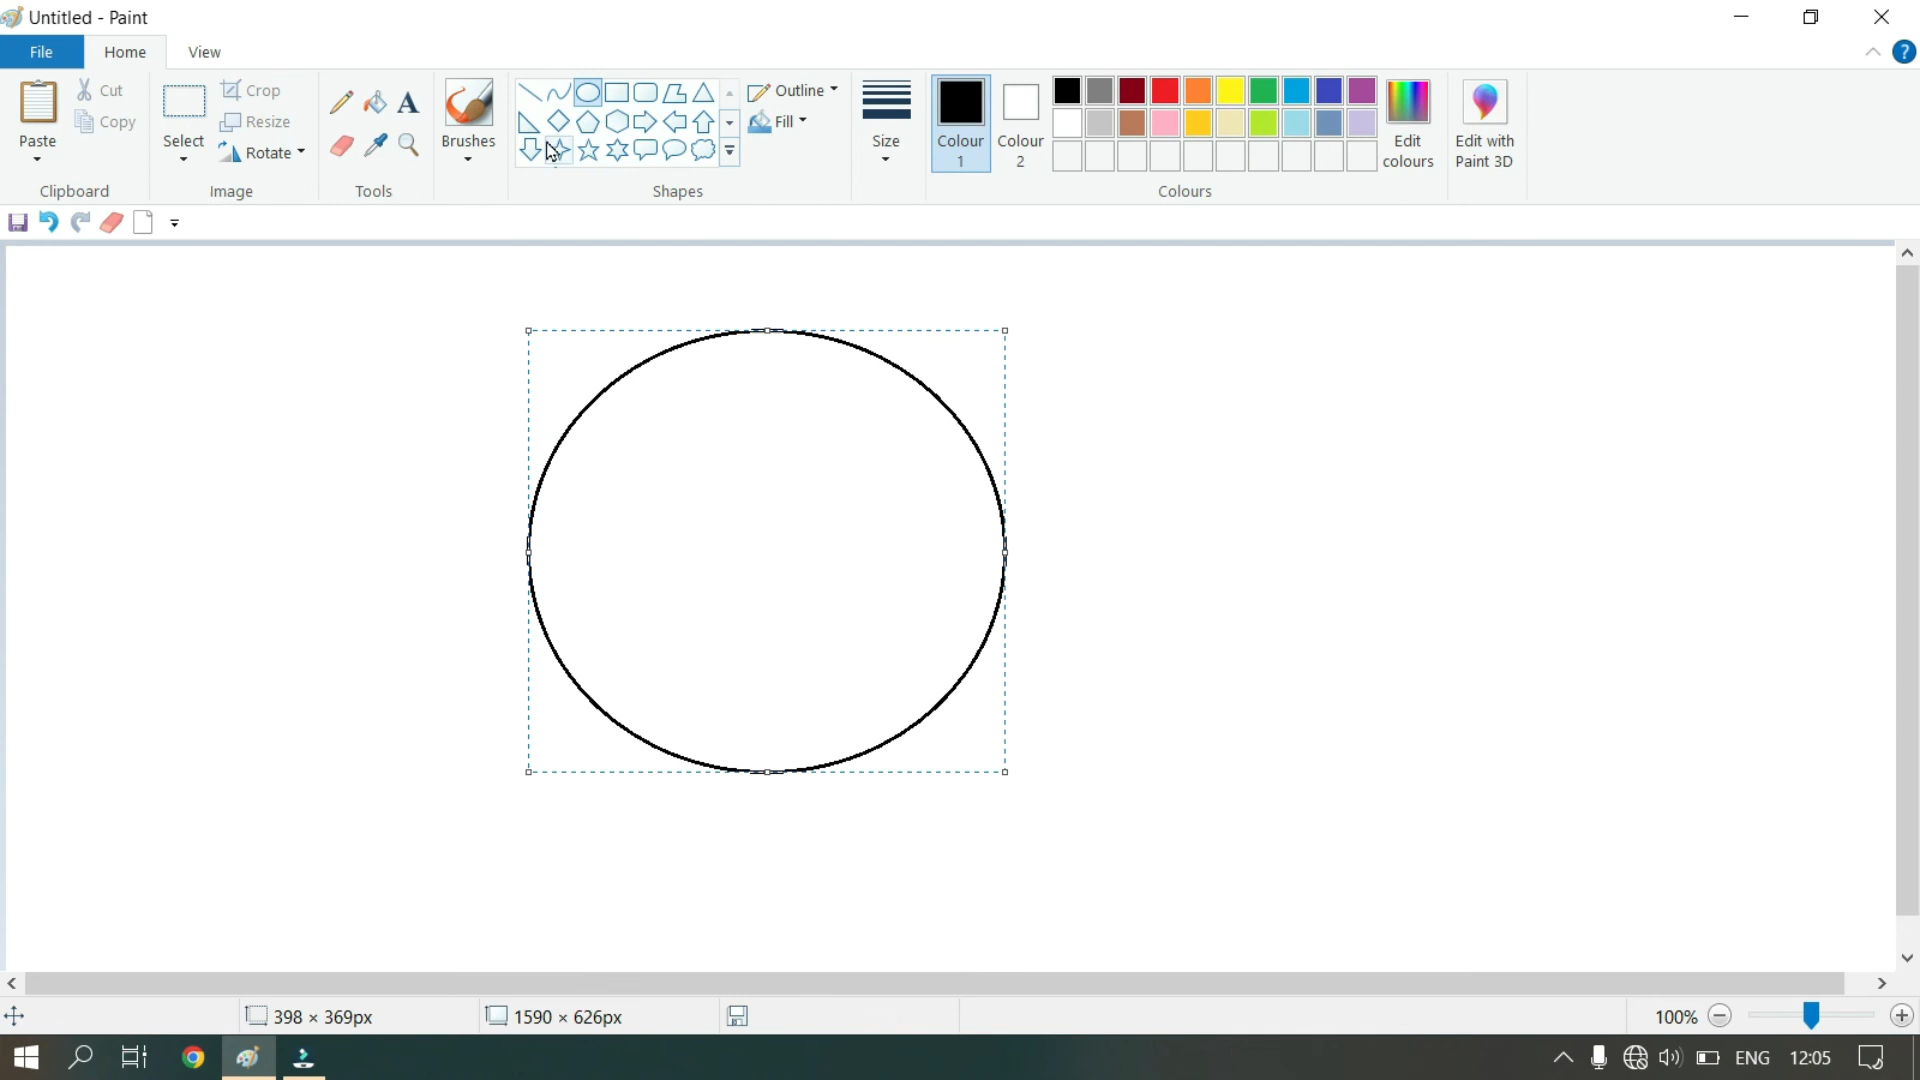 Untitled - Paint
File Home View
Paste Cut Copy Clipboard
Select Crop Resize Rotate Image
A Tools
Brushes
Shapes Outline Fill
Size
Colour 1 Colour 2 Edit colours Colours
Edit with Paint 3D
?
398 × 369px 1590 × 626px 100%
ENG 12:05